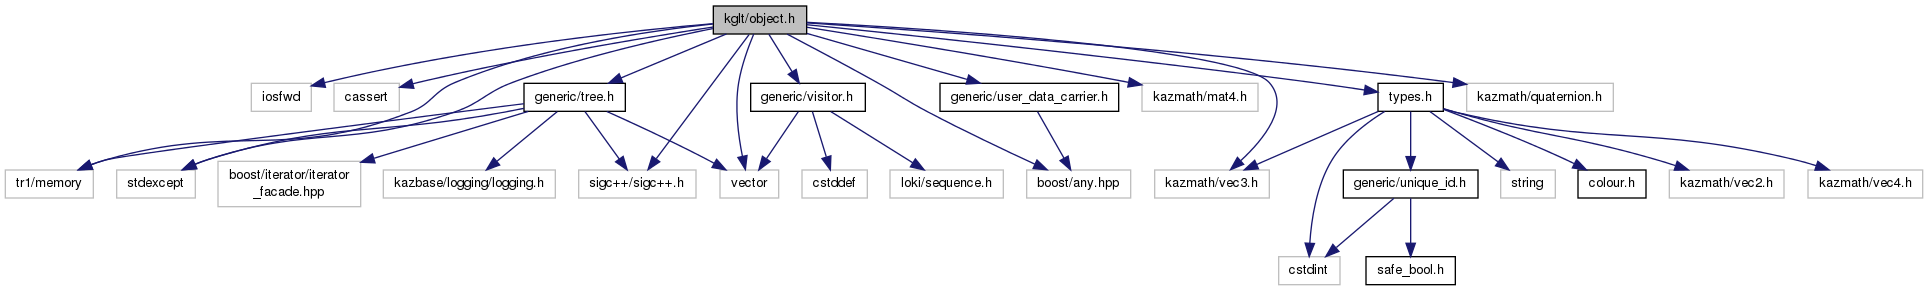 kglt/object.h
iosfwd
cassert
generic/tree.h
generic/visitor.h
generic/user_data_carrier.h
kazmath/mat4.h
types.h
kazmath/quaternion.h
tr1/memory
stdexcept
boost/iterator/iterator
_facade.hpp
kazbase/logging/logging.h
sigc++/sigc++.h
vector
cstddef
loki/sequence.h
boost/any.hpp
kazmath/vec3.h
generic/unique_id.h
string
colour.h
kazmath/vec2.h
kazmath/vec4.h
cstdint
safe_bool.h